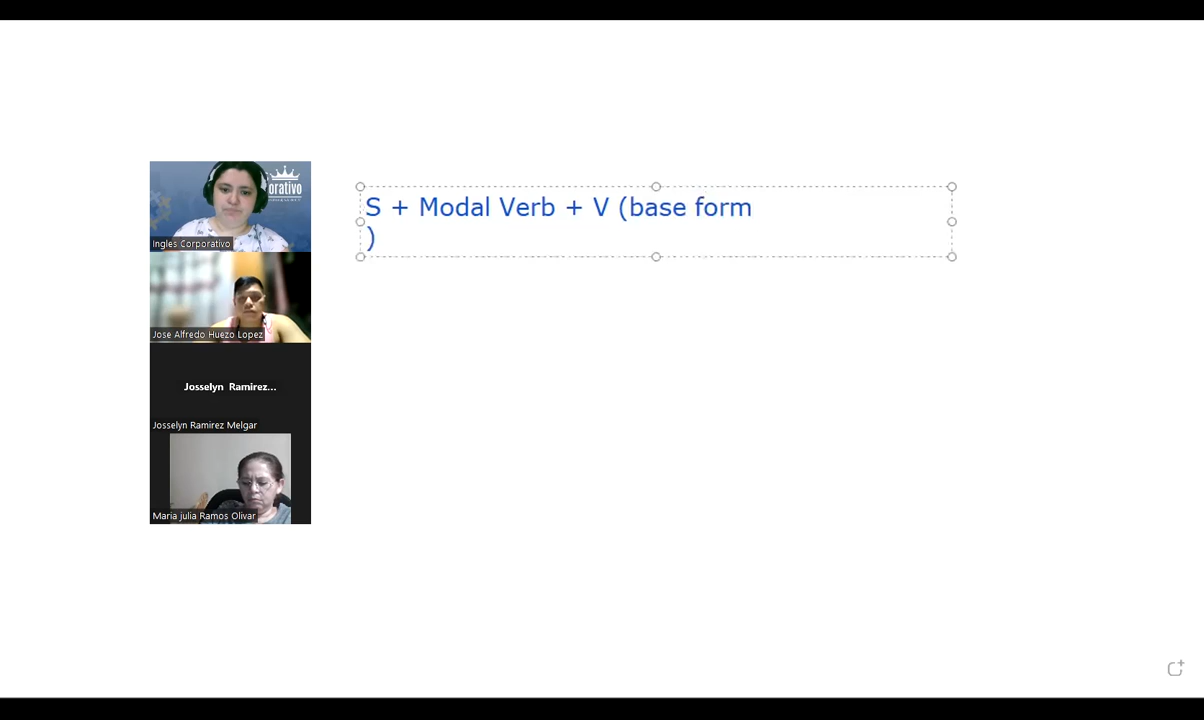 orativo
Ingles Corporativo
S + Modal Verb + V (base form
)
Jose Alfredo Huezo Lopez
Josselyn Ramirez...
Josselyn Ramirez Melgar
Maria julia Ramos Olivar